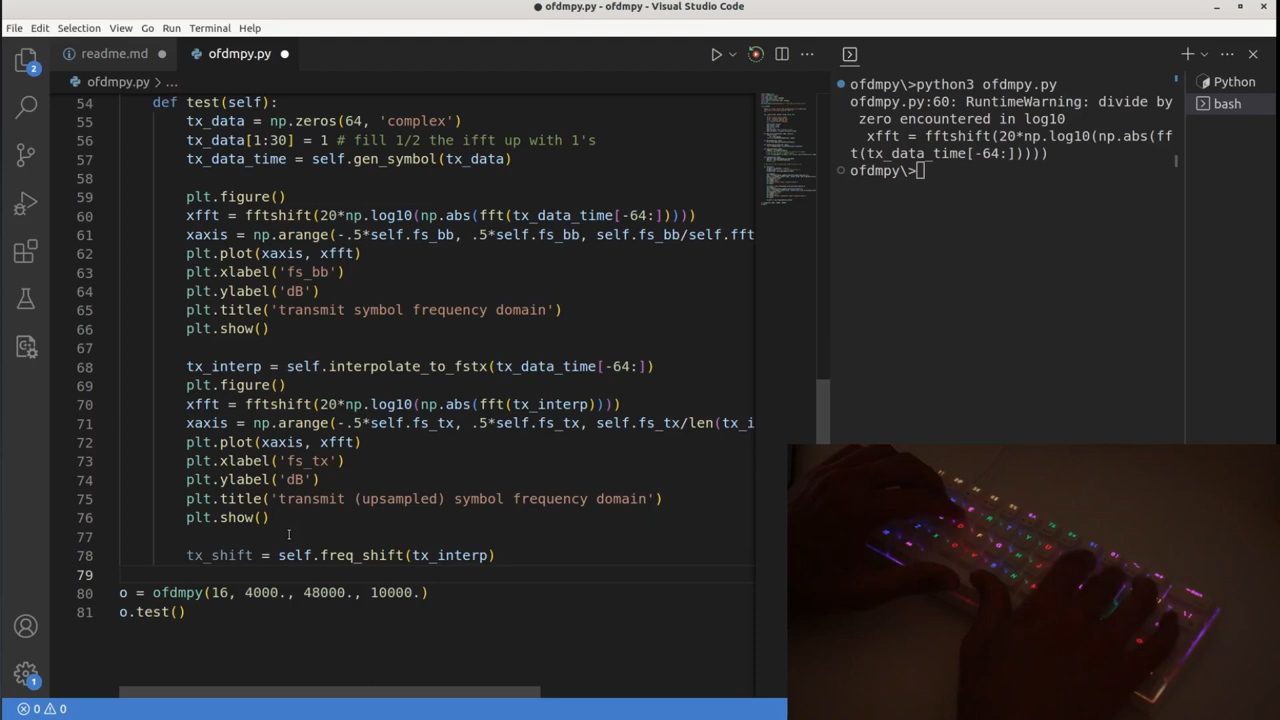 ofdmpy.py - ofdmpy - Visual Studio Code
File Edit Selection View Go Run Terminal Help
readme.md ofdmpy.py
ofdmpy.py > ...
54 def test(self):
55 tx_data = np.zeros(64, 'complex')
56 tx_data[1:30] = 1 # fill 1/2 the ifft up with 1's
57 tx_data_time = self.gen_symbol(tx_data)
58
59 plt.figure()
60 xfft = fftshift(20*np.log10(np.abs(fft(tx_data_time[-64:]))))
61 xaxis = np.arange(-.5*self.fs_bb, .5*self.fs_bb, self.fs_bb/self.fft
62 plt.plot(xaxis, xfft)
63 plt.xlabel('fs_bb')
64 plt.ylabel('dB')
65 plt.title('transmit symbol frequency domain')
66 plt.show()
67
68 tx_interp = self.interpolate_to_fstx(tx_data_time[-64:])
69 plt.figure()
70 xfft = fftshift(20*np.log10(np.abs(fft(tx_interp))))
71 xaxis = np.arange(-.5*self.fs_tx, .5*self.fs_tx, self.fs_tx/len(tx_i
72 plt.plot(xaxis, xfft)
73 plt.xlabel('fs_tx')
74 plt.ylabel('dB')
75 plt.title('transmit (upsampled) symbol frequency domain')
76 plt.show()
77
78 tx_shift = self.freq_shift(tx_interp)
79
80 o = ofdmpy(16, 4000., 48000., 10000.)
81 o.test()
ofdmpy\>python3 ofdmpy.py
ofdmpy.py:60: RuntimeWarning: divide by
zero encountered in log10
xfft = fftshift(20*np.log10(np.abs(ff
t(tx_data_time[-64:]))))
ofdmpy\>
Python
bash
2
1
0 0